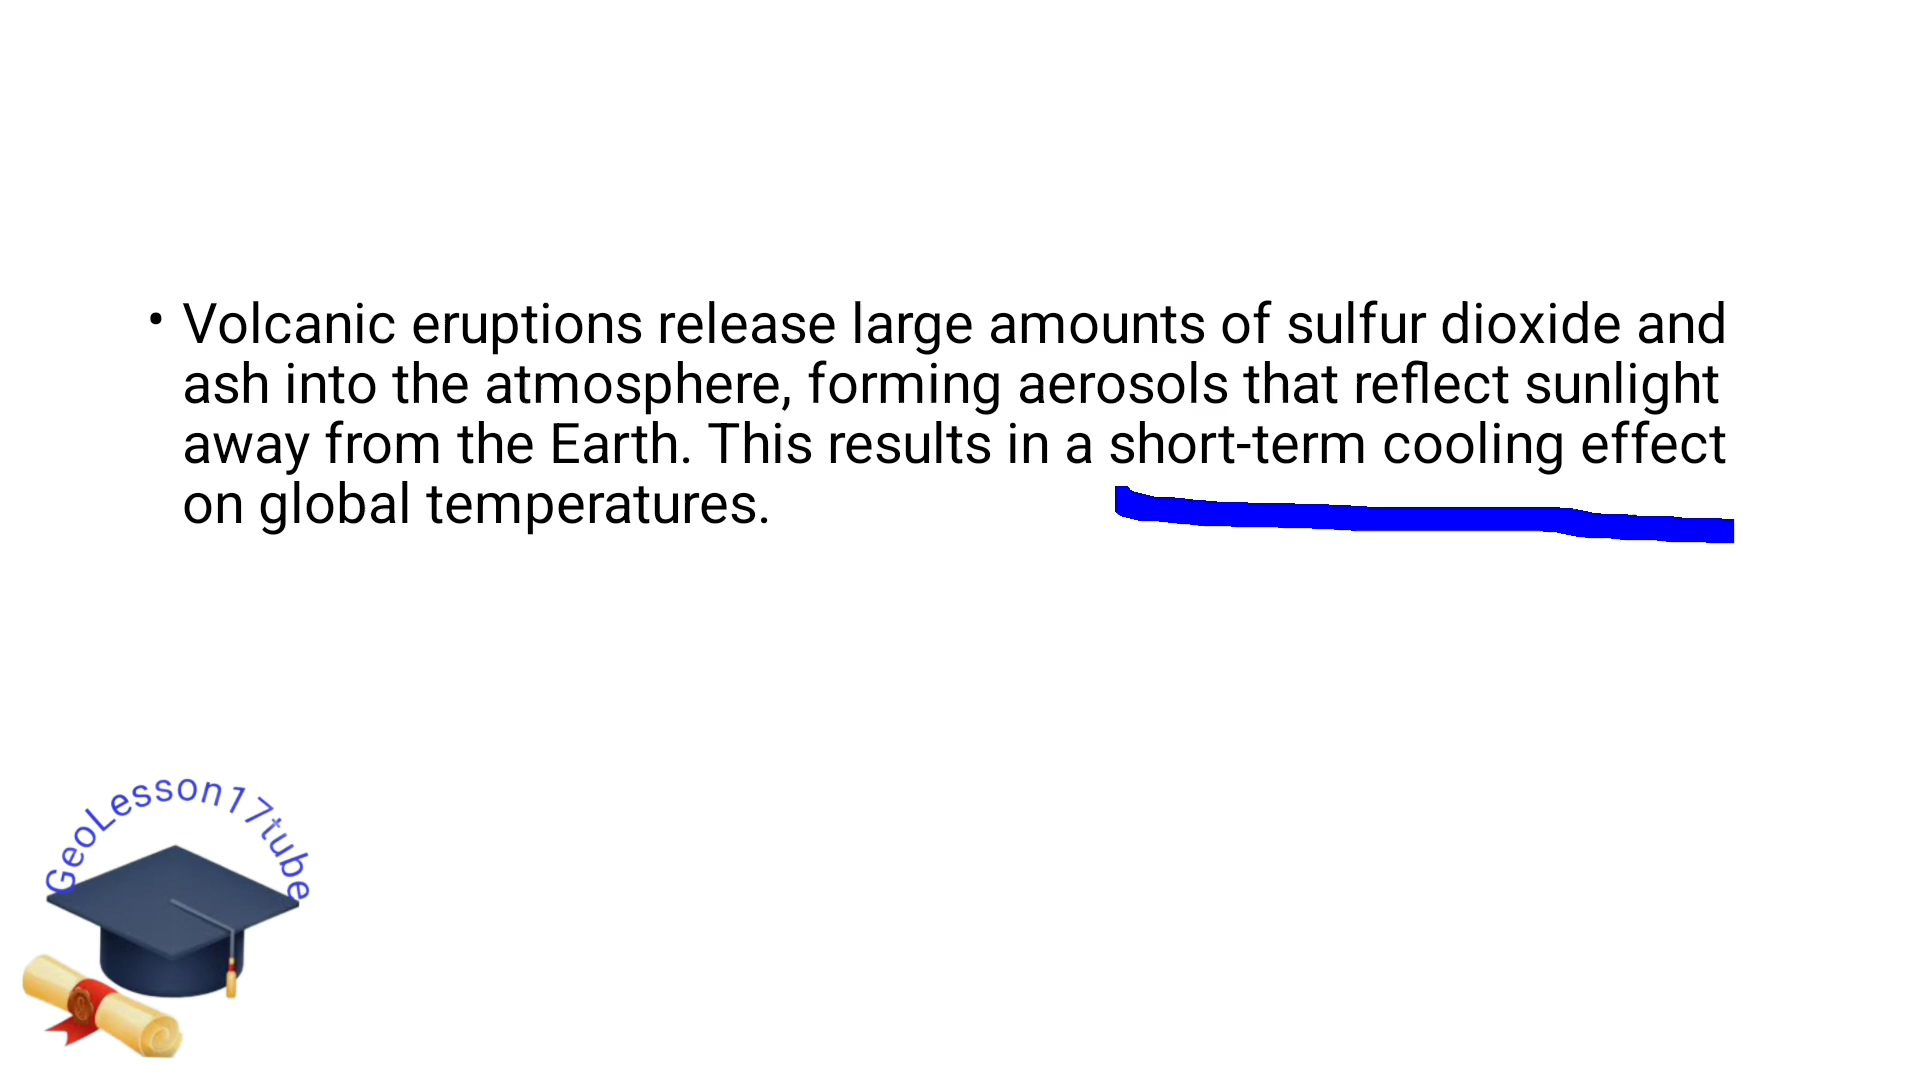 • Volcanic eruptions release large amounts of sulfur dioxide and
ash into the atmosphere, forming aerosols that reflect sunlight
away from the Earth. This results in a short-term cooling effect
on global temperatures.
GeoLesson17tube